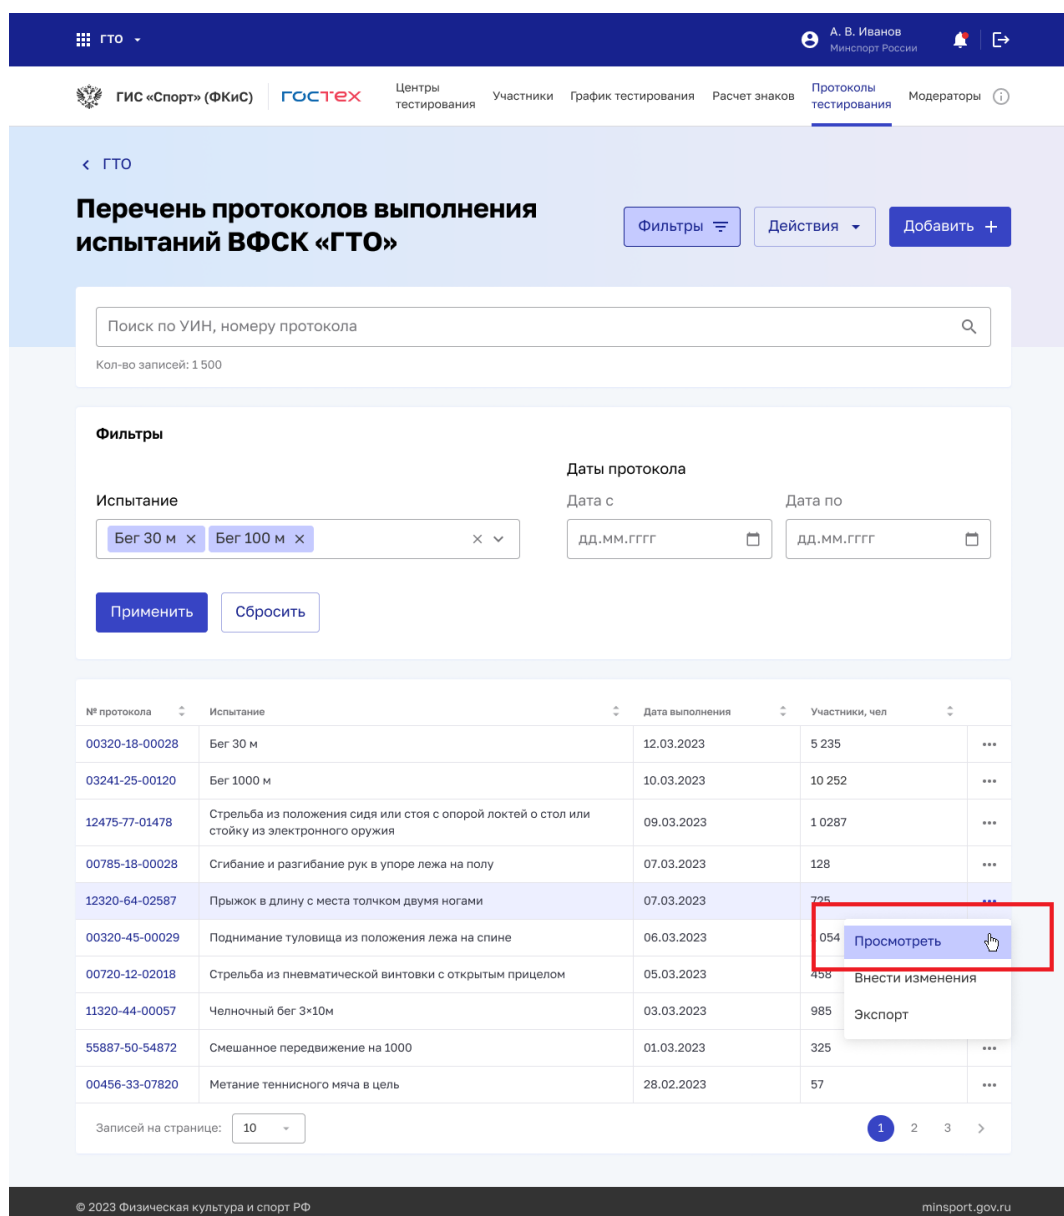 ГТО
А. В. Иванов
Минспорт России
ГИС «Спорт» (ФКиС)
ГОСТЕХ
Центры
тестирования
Участники
График тестирования
Расчет знаков
Протоколы
тестирования
Модераторы
ГТО
Перечень протоколов выполнения
испытаний ВФСК «ГТО»
Фильтры
Действия
Добавить
Поиск по УИН, номеру протокола
Кол-во записей: 1 500
Фильтры
Даты протокола
Испытание
Дата с
Дата по
Бег 30 м
Бег 100 м
дд.мм.гггг
дд.мм.гггг
Применить
Сбросить
№ протокола Испытание Дата выполнения Участники, чел
00320-18-00028 Бег 30 м 12.03.2023 5 235
03241-25-00120 Бег 1000 м 10.03.2023 10 252
12475-77-01478 Стрельба из положения сидя или стоя с опорой локтей о стол или
стойку из электронного оружия 09.03.2023 1 0287
00785-18-00028 Сгибание и разгибание рук в упоре лежа на полу 07.03.2023 128
12320-64-02587 Прыжок в длину с места толчком двумя ногами 07.03.2023 725
00320-45-00029 Поднимание туловища из положения лежа на спине 06.03.2023 054
Просмотреть
00720-12-02018 Стрельба из пневматической винтовки с открытым прицелом 05.03.2023 458
Внести изменения
11320-44-00057 Челночный бег 3×10м 03.03.2023 985
Экспорт
55887-50-54872 Смешанное передвижение на 1000 01.03.2023 325
00456-33-07820 Метание теннисного мяча в цель 28.02.2023 57
Записей на странице: 10
1 2 3
© 2023 Физическая культура и спорт РФ
minsport.gov.ru